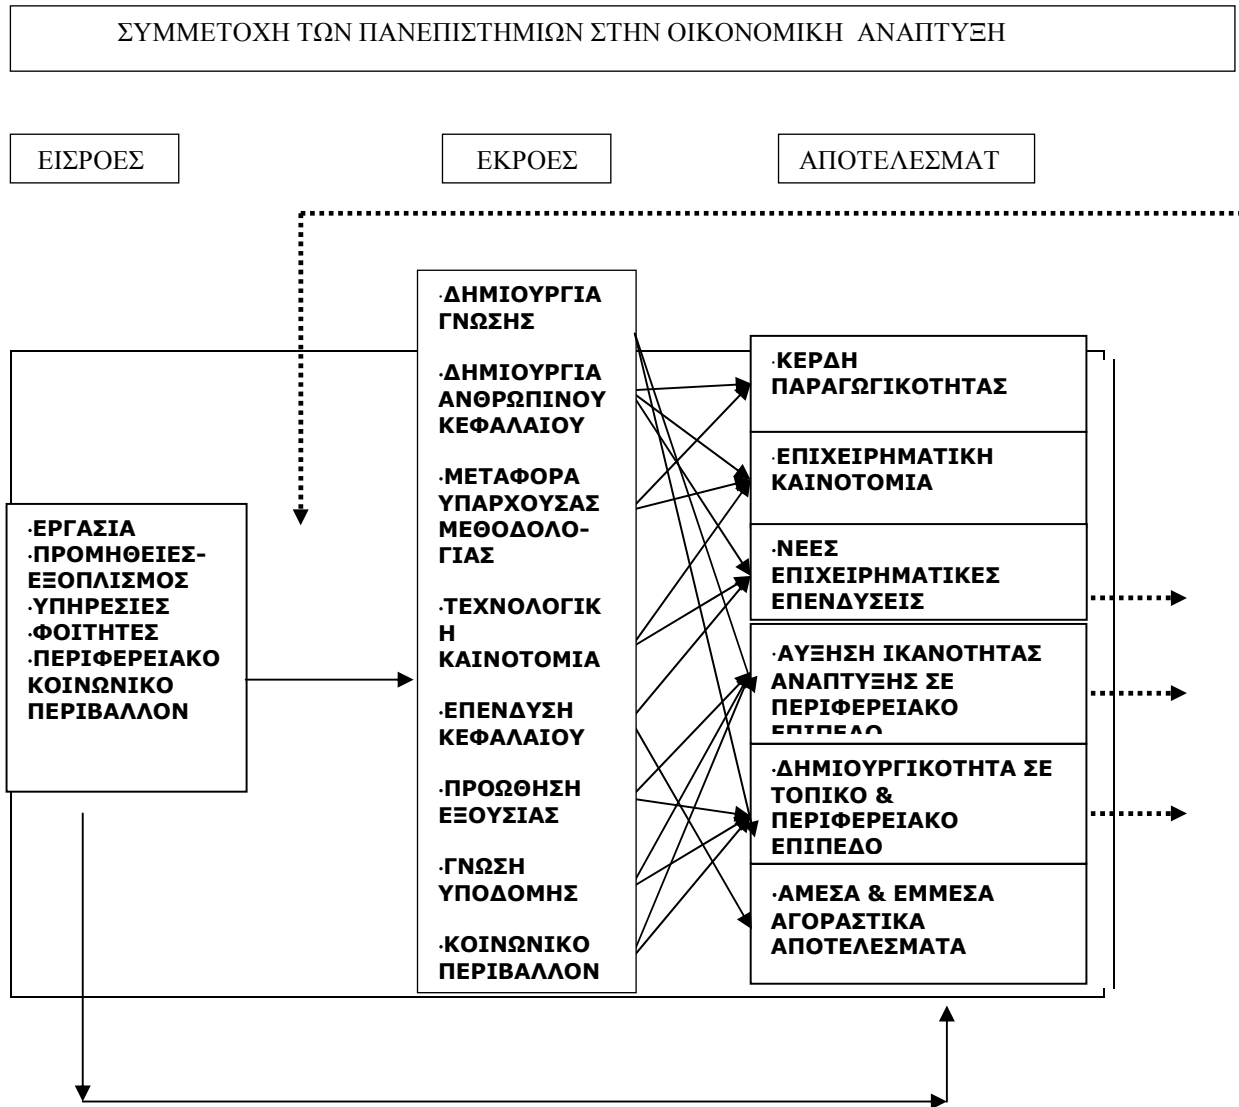 ΣΥΜΜΕΤΟΧΗ ΤΩΝ ΠΑΝΕΠΙΣΤΗΜΙΩΝ ΣΤΗΝ ΟΙΚΟΝΟΜΙΚΗ ΑΝΑΠΤΥΞΗ
ΕΙΣΡΟΕΣ
ΕΚΡΟΕΣ
ΑΠΟΤΕΛΕΣΜΑΤ
·ΕΡΓΑΣΙΑ
·ΠΡΟΜΗΘΕΙΕΣ-
ΕΞΟΠΛΙΣΜΟΣ
·ΥΠΗΡΕΣΙΕΣ
·ΦΟΙΤΗΤΕΣ
·ΠΕΡΙΦΕΡΕΙΑΚΟ
ΚΟΙΝΩΝΙΚΟ
ΠΕΡΙΒΑΛΛΟΝ
·ΔΗΜΙΟΥΡΓΙΑ
ΓΝΩΣΗΣ
·ΔΗΜΙΟΥΡΓΙΑ
ΑΝΘΡΩΠΙΝΟΥ
ΚΕΦΑΛΑΙΟΥ
·ΜΕΤΑΦΟΡΑ
ΥΠΑΡΧΟΥΣΑΣ
ΜΕΘΟΔΟΛΟ-
ΓΙΑΣ
·ΤΕΧΝΟΛΟΓΙΚ
Η
ΚΑΙΝΟΤΟΜΙΑ
·ΕΠΕΝΔΥΣΗ
ΚΕΦΑΛΑΙΟΥ
·ΠΡΟΩΘΗΣΗ
ΕΞΟΥΣΙΑΣ
·ΓΝΩΣΗ
ΥΠΟΔΟΜΗΣ
·ΚΟΙΝΩΝΙΚΟ
ΠΕΡΙΒΑΛΛΟΝ
·ΚΕΡΔΗ
ΠΑΡΑΓΩΓΙΚΟΤΗΤΑΣ
·ΕΠΙΧΕΙΡΗΜΑΤΙΚΗ
ΚΑΙΝΟΤΟΜΙΑ
·ΝΕΕΣ
ΕΠΙΧΕΙΡΗΜΑΤΙΚΕΣ
ΕΠΕΝΔΥΣΕΙΣ
·ΑΥΞΗΣΗ ΙΚΑΝΟΤΗΤΑΣ
ΑΝΑΠΤΥΞΗΣ ΣΕ
ΠΕΡΙΦΕΡΕΙΑΚΟ
ΕΠΙΠΕΔΟ
·ΔΗΜΙΟΥΡΓΙΚΟΤΗΤΑ ΣΕ
ΤΟΠΙΚΟ &
ΠΕΡΙΦΕΡΕΙΑΚΟ
ΕΠΙΠΕΔΟ
·ΑΜΕΣΑ & ΕΜΜΕΣΑ
ΑΓΟΡΑΣΤΙΚΑ
ΑΠΟΤΕΛΕΣΜΑΤΑ